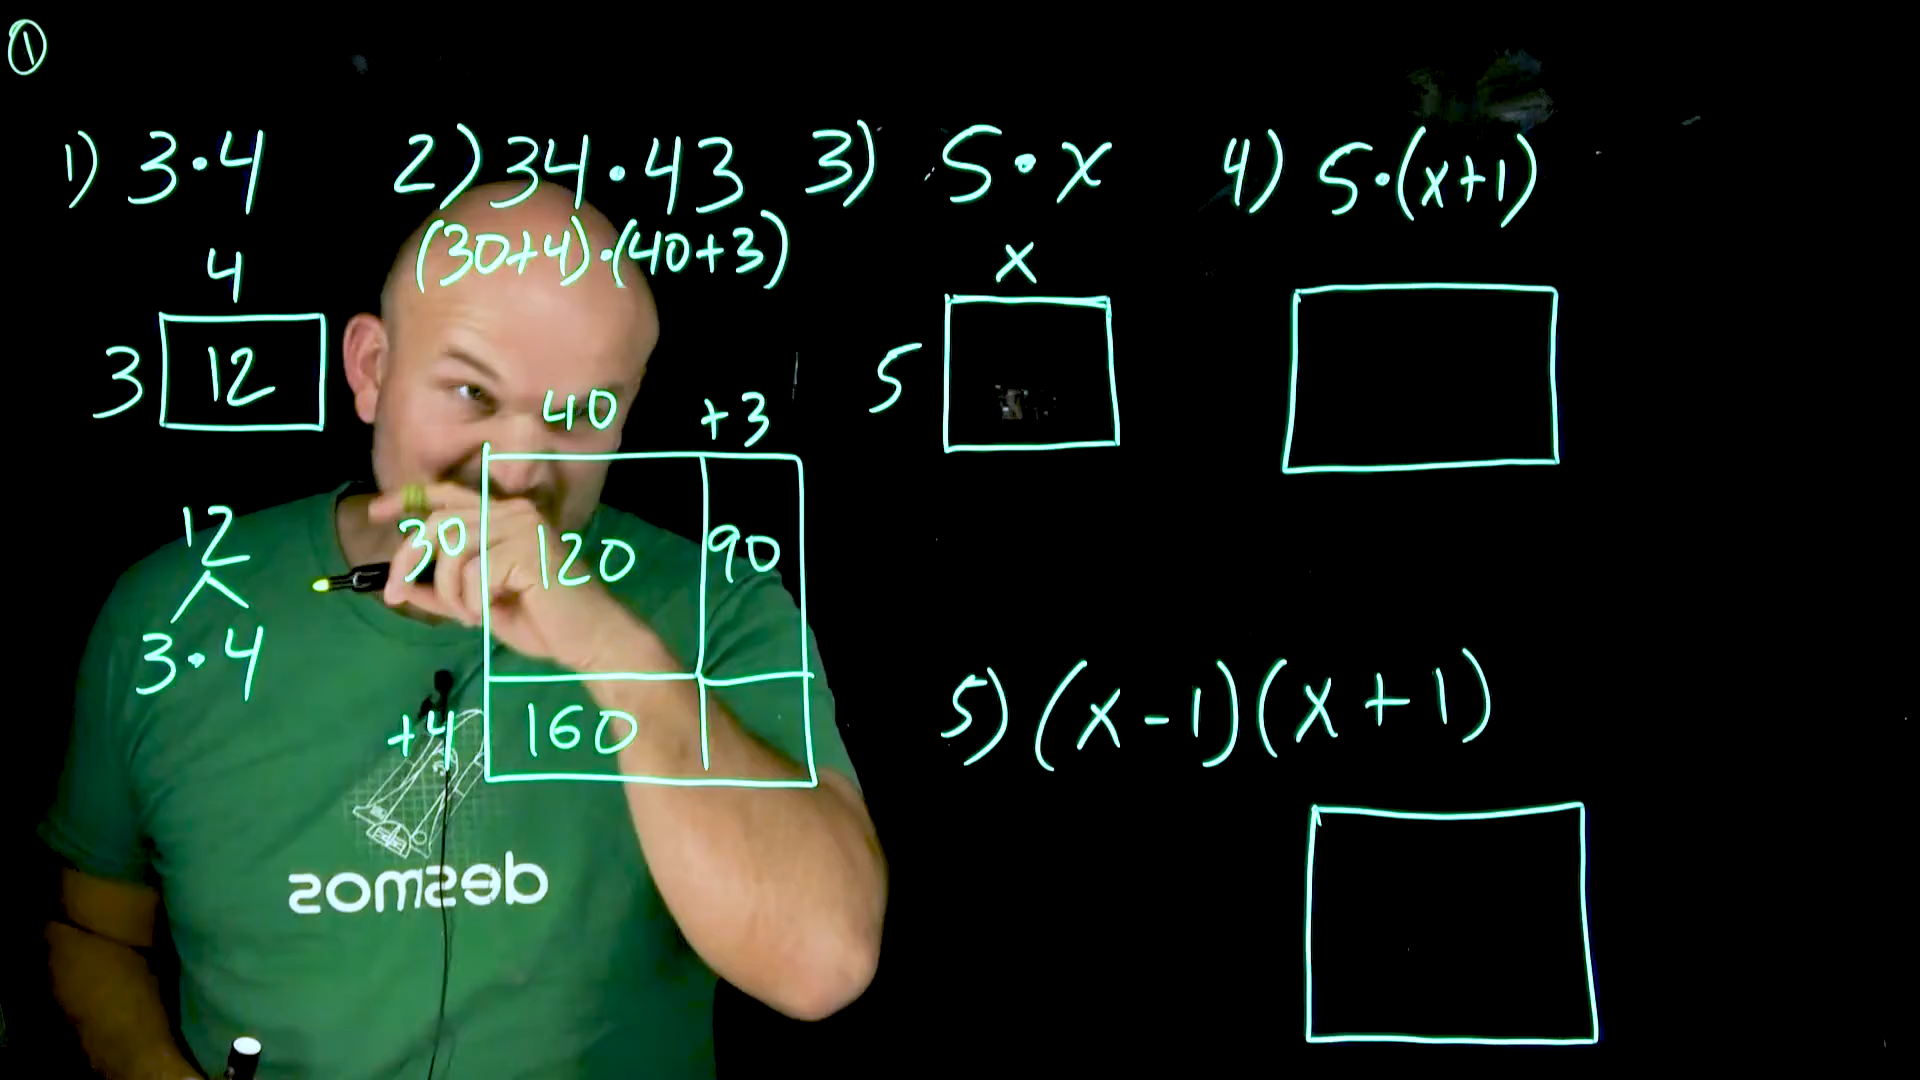 ①
1) 3·4
4
3 12
12
3·4
2) 34·43
(30+4)·(40+3)
40 +3
30 120 90
+4 160
desmos
3) 5·x
x
5
4) 5·(x+1)
5) (x-1)(x+1)